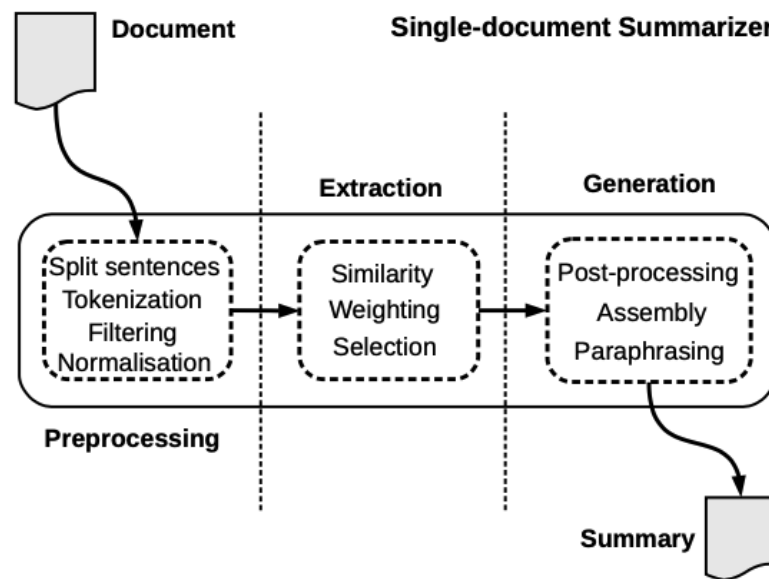 Document
Single-document Summarizer
Extraction
Generation
Split sentences
Tokenization
Filtering
Normalisation
Similarity
Weighting
Selection
Post-processing
Assembly
Paraphrasing
Preprocessing
Summary